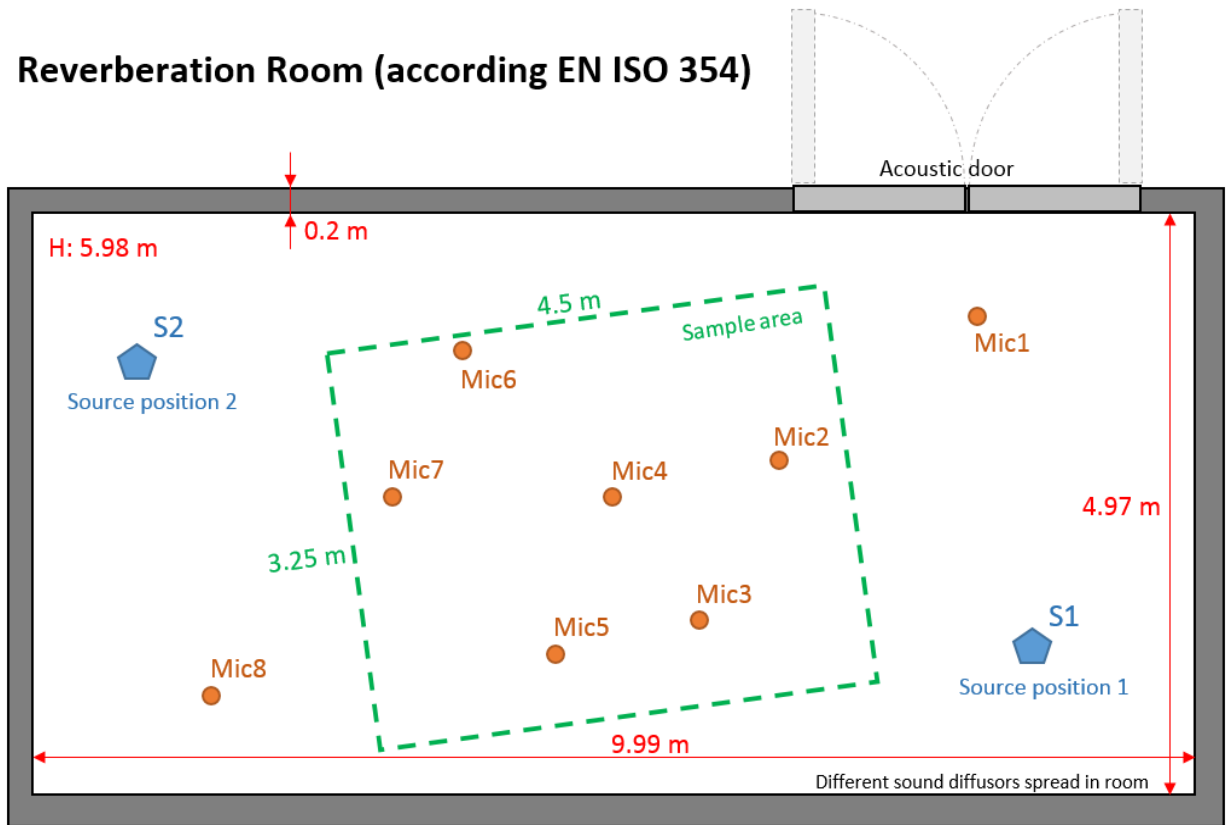 Reverberation Room (according EN ISO 354)
Acoustic door
0.2 m
H: 5.98 m
4.5 m
Sample area
S2
Source position 2
Mic1
Mic6
Mic2
Mic7
Mic4
4.97 m
3.25 m
Mic3
Mic5
S1
Mic8
Source position 1
9.99 m
Different sound diffusors spread in room